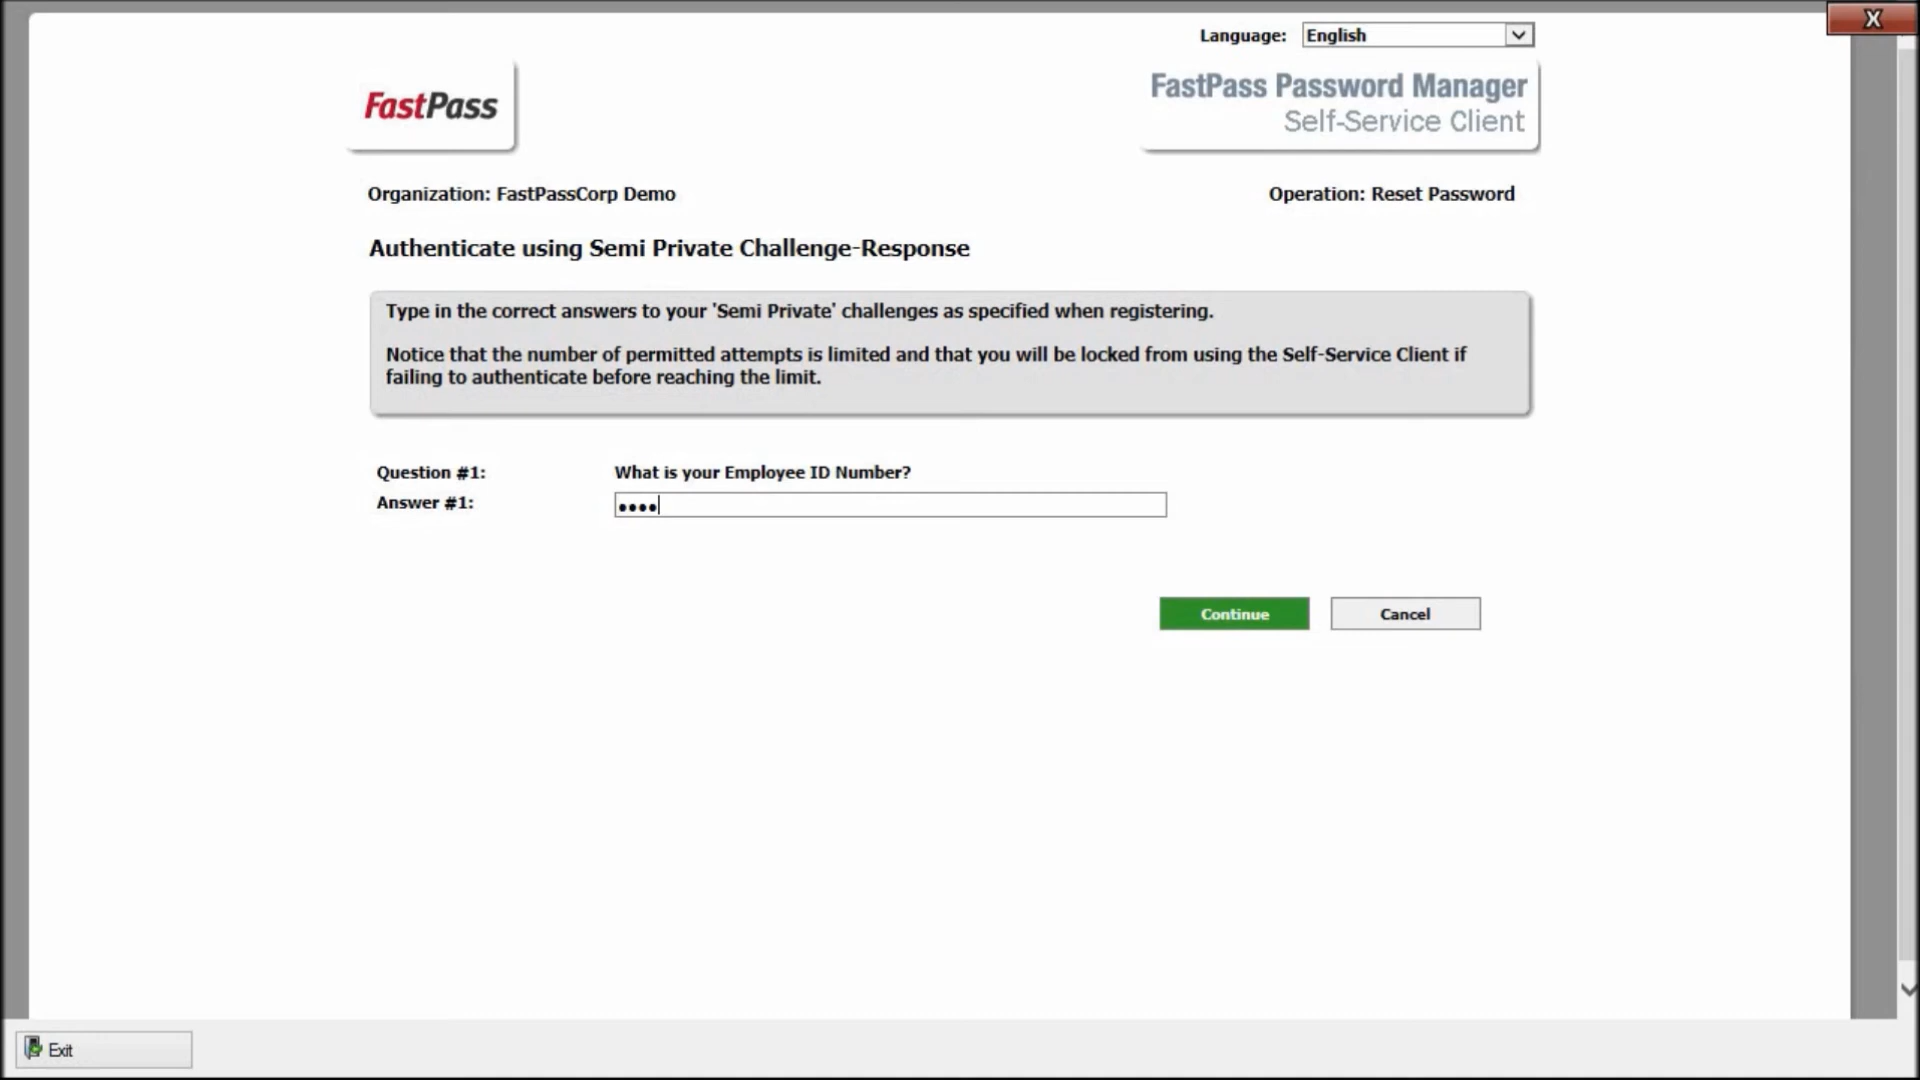 X
Language: English
FastPass
FastPass Password Manager
Self-Service Client
Organization: FastPassCorp Demo
Operation: Reset Password
Authenticate using Semi Private Challenge-Response
Type in the correct answers to your 'Semi Private' challenges as specified when registering.
Notice that the number of permitted attempts is limited and that you will be locked from using the Self-Service Client if
failing to authenticate before reaching the limit.
Question #1: What is your Employee ID Number?
Answer #1: ••••
Continue Cancel
Exit